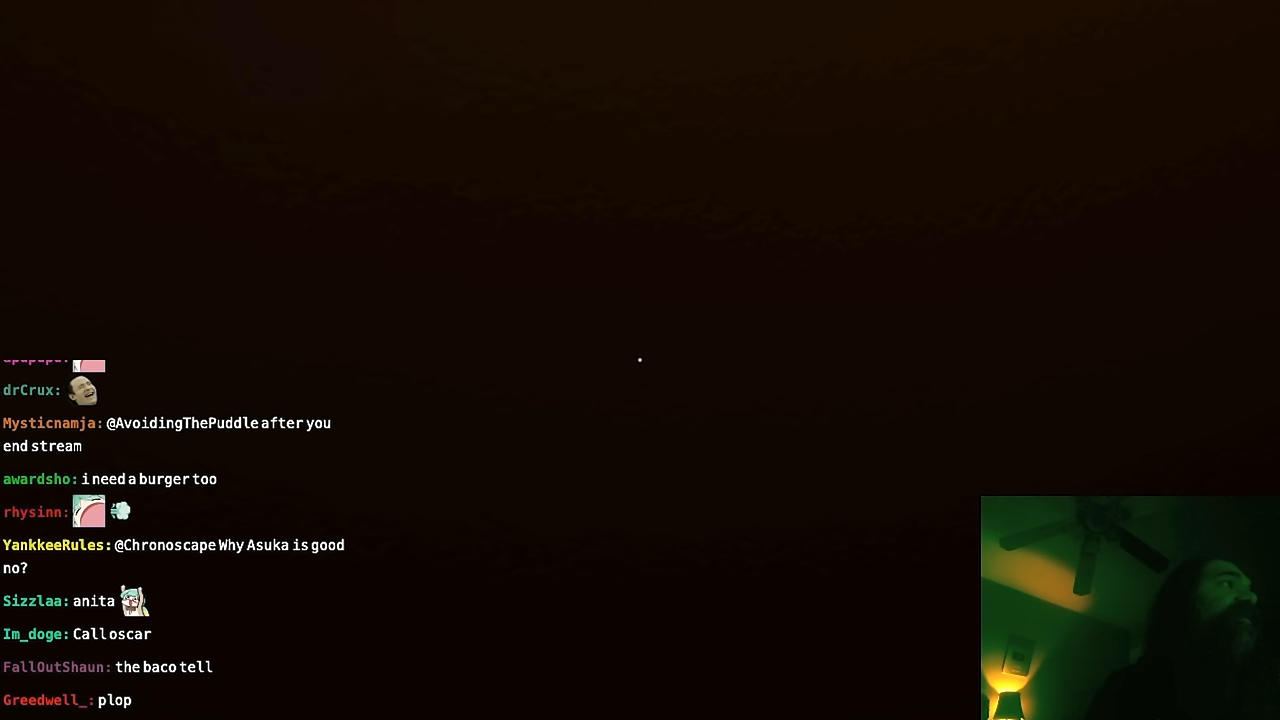 drCrux:
Mysticnamja: @AvoidingThePuddle after you
end stream
awardsho: i need a burger too
rhysinn:
YankkeeRules: @Chronoscape Why Asuka is good
no?
Sizzlaa: anita
Im_doge: Call oscar
FallOutShaun: the baco tell
Greedwell_: plop